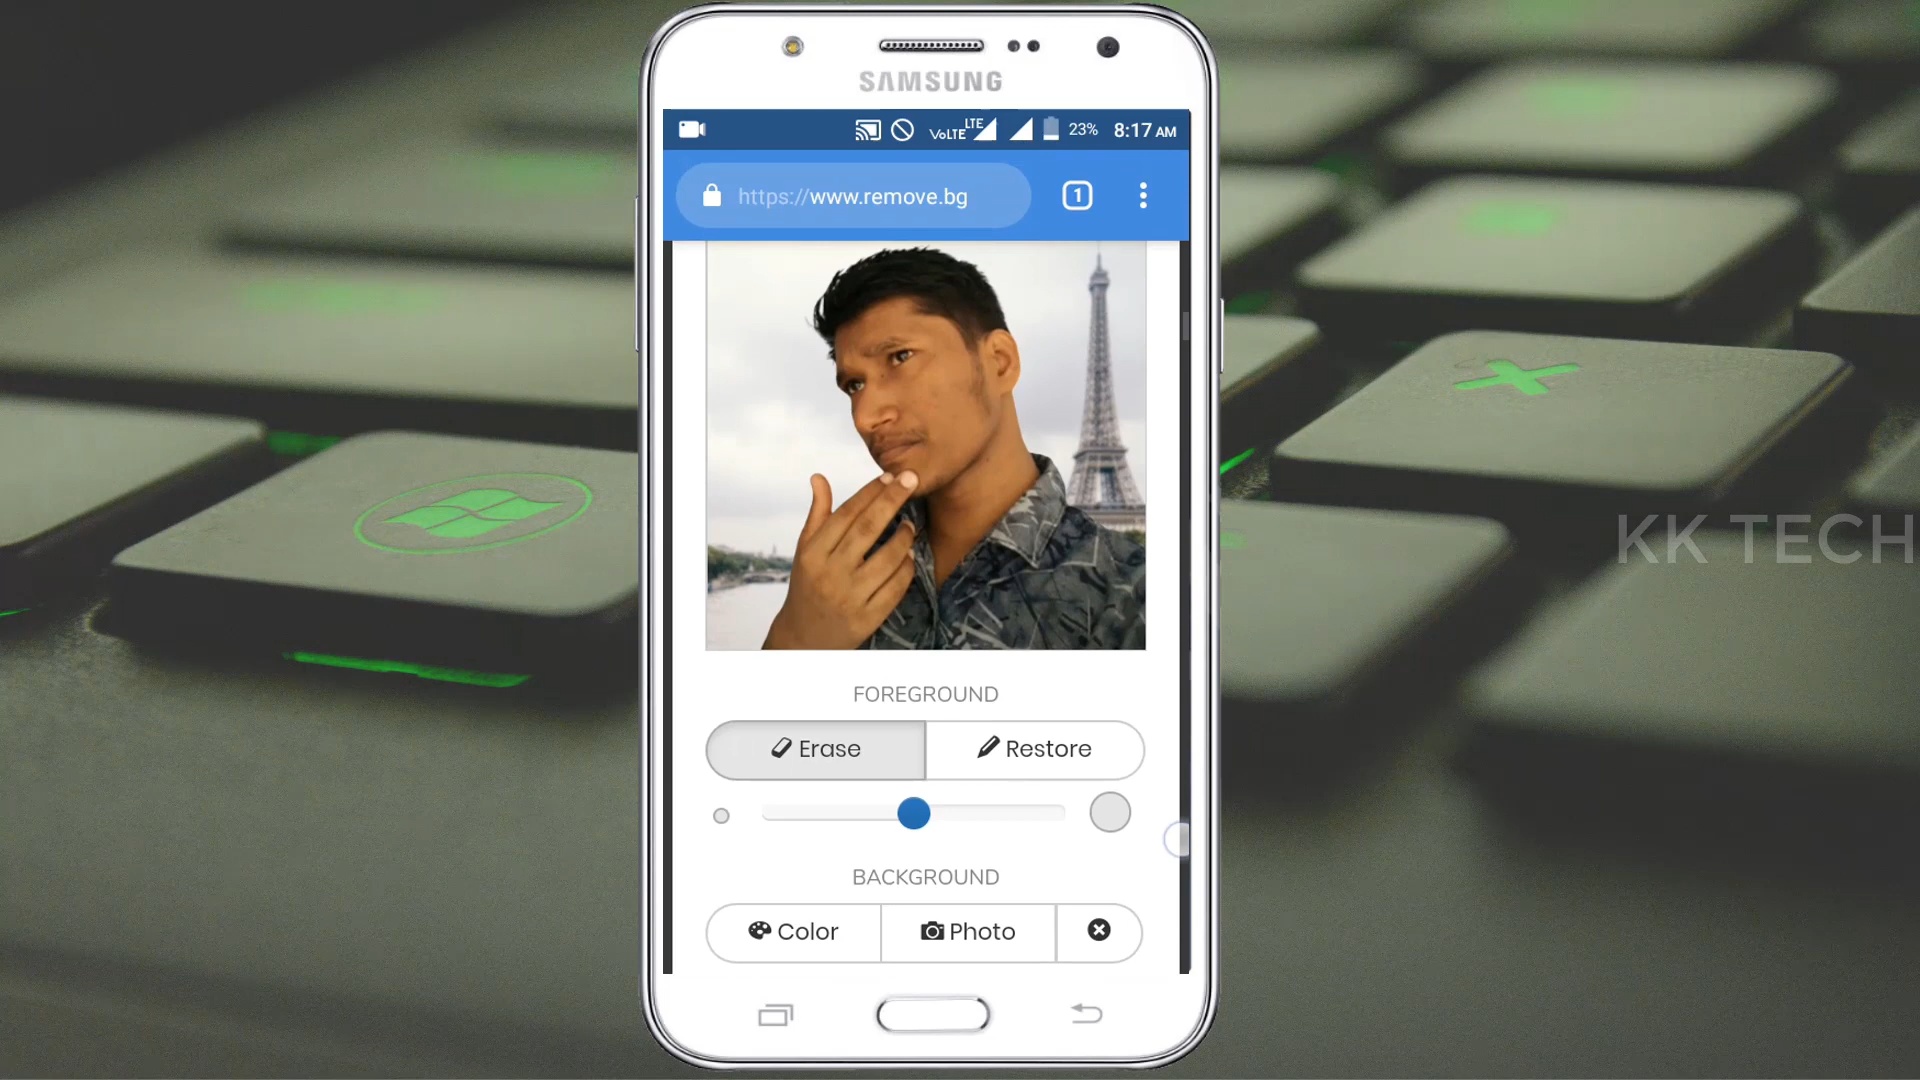 SAMSUNG
VoLTE LTE 23% 8:17 AM
https://www.remove.bg 1
FOREGROUND
Erase Restore
BACKGROUND
Color Photo
KK TECH